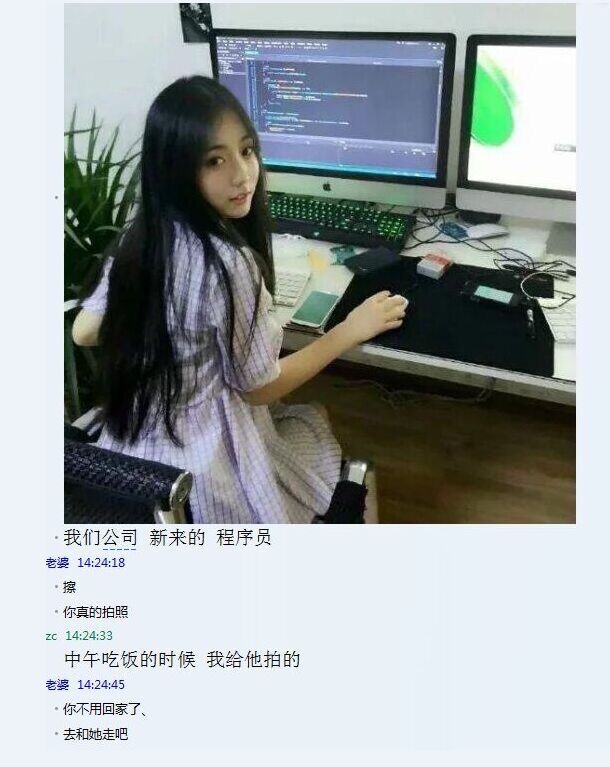 我们公司 新来的 程序员
老婆 14:24:18
擦
你真的拍照
zc 14:24:33
中午吃饭的时候 我给他拍的
老婆 14:24:45
你不用回家了、
去和她走吧